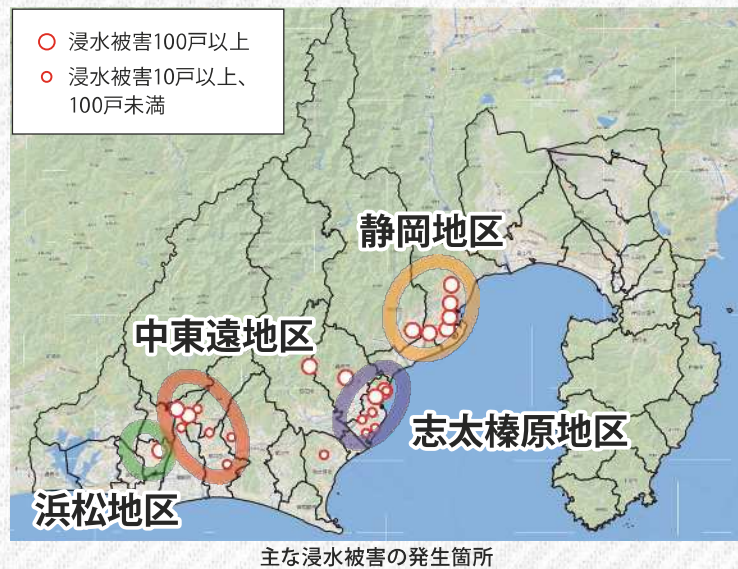 浸水被害100戸以上
浸水被害10戸以上、
100戸未満
静岡地区
中東遠地区
志太榛原地区
浜松地区
主な浸水被害の発生箇所